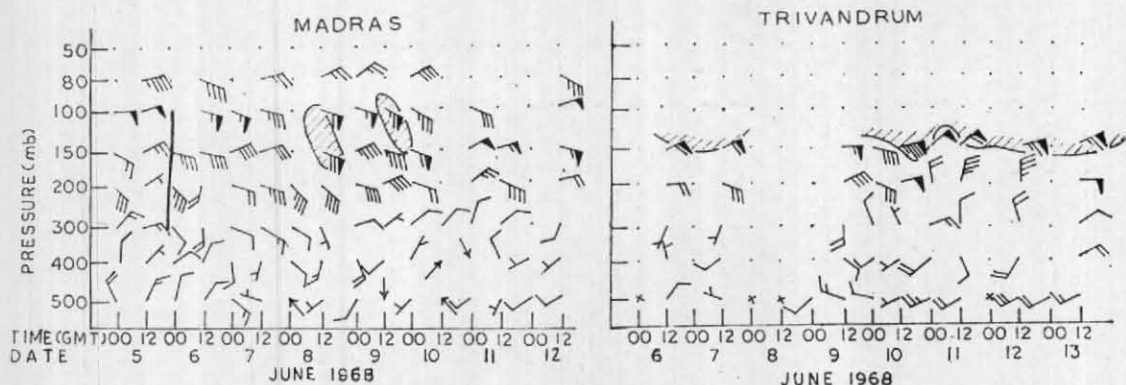 MADRAS
TRIVANDRUM
PRESSURE (mb)
50
80
100
150
200
300
400
500
TIME (GMT) 00 12 00 12 00 12 00 12 00 12 00 12 00 12 00 12
DATE 5 6 7 8 9 10 11 12
JUNE 1968
00 12 00 12 00 12 00 12 00 12 00 12 00 12 00 12
6 7 8 9 10 11 12 13
JUNE 1968